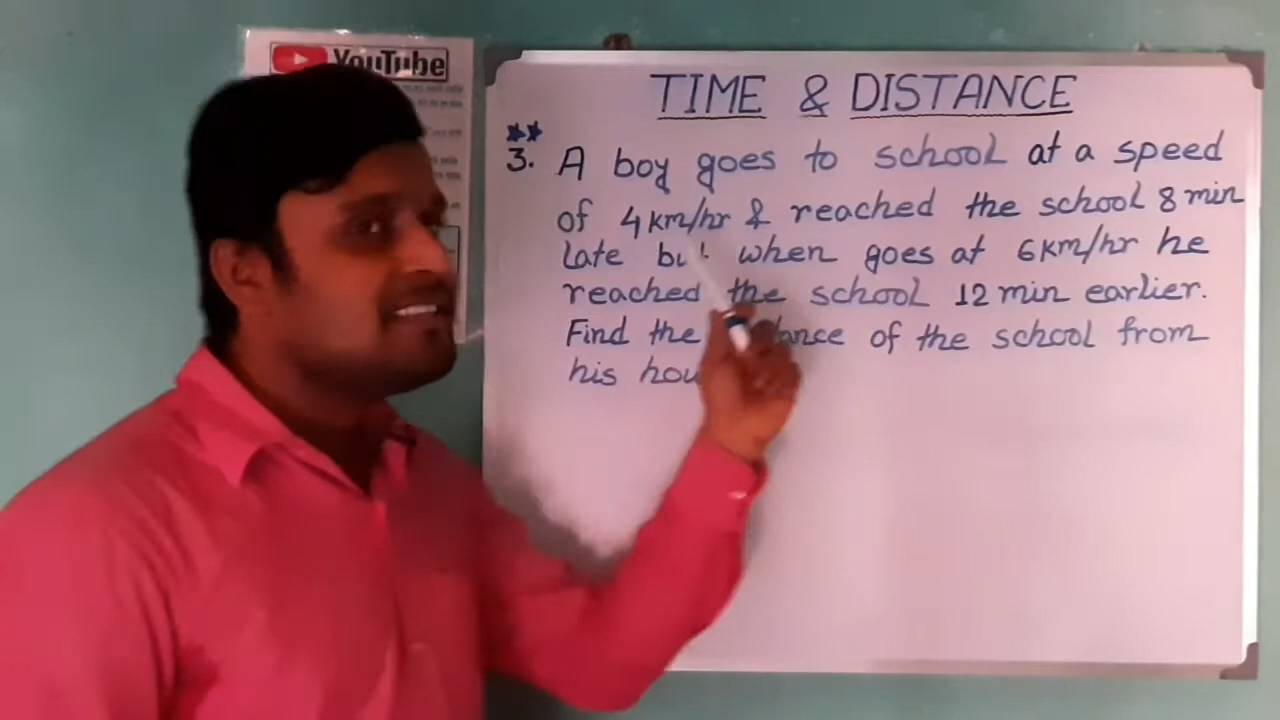 YouTube
TIME & DISTANCE
3. A boy goes to school at a speed
of 4 km/hr & reached the school 8 min
late but when goes at 6 km/hr he
reached the school 12 min earlier.
Find the of the school from
his